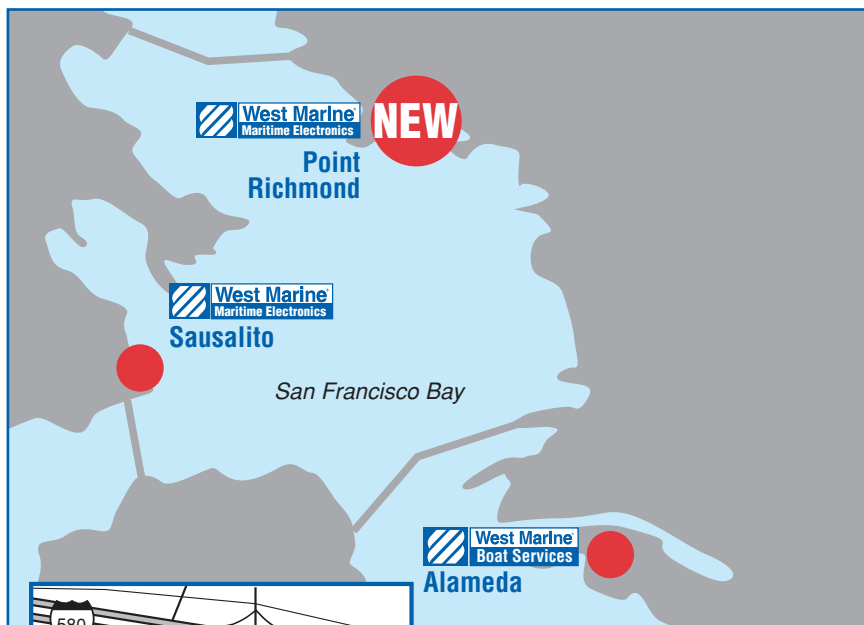 West Marine®
Maritime Electronics
NEW
Point
Richmond
West Marine®
Maritime Electronics
Sausalito
San Francisco Bay
West Marine®
Boat Services
Alameda
580